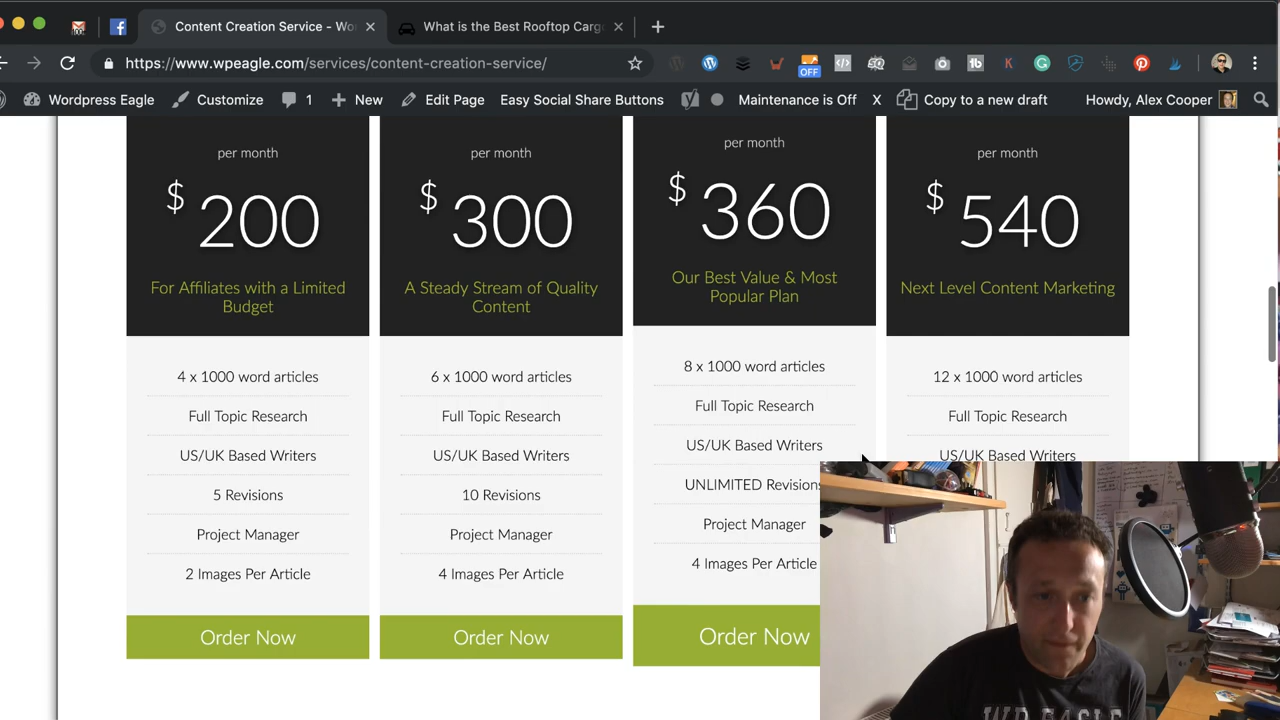 Content Creation Service - Wo
What is the Best Rooftop Carg
https://www.wpeagle.com/services/content-creation-service/
OFF
Wordpress Eagle
Customize
1
New
Edit Page
Easy Social Share Buttons
Maintenance is Off
X
Copy to a new draft
Howdy, Alex Cooper
per month
$ 200
For Affiliates with a Limited
Budget
4 x 1000 word articles
Full Topic Research
US/UK Based Writers
5 Revisions
Project Manager
2 Images Per Article
Order Now
per month
$ 300
A Steady Stream of Quality
Content
6 x 1000 word articles
Full Topic Research
US/UK Based Writers
10 Revisions
Project Manager
4 Images Per Article
Order Now
per month
$ 360
Our Best Value & Most
Popular Plan
8 x 1000 word articles
Full Topic Research
US/UK Based Writers
UNLIMITED Revisions
Project Manager
4 Images Per Article
Order Now
per month
$ 540
Next Level Content Marketing
12 x 1000 word articles
Full Topic Research
US/UK Based Writers
WP EAGLE